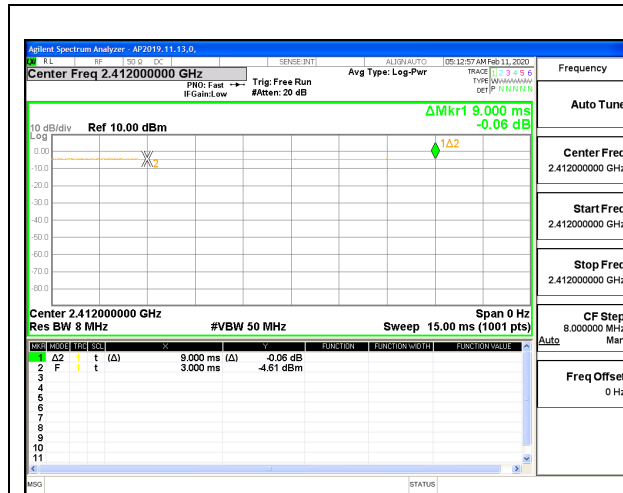 Agilent Spectrum Analyzer - AP2019.11.13,0,
RL RF 50 Ω DC SENSE:INT ALIGNAUTO 05:12:57 AM Feb 11, 2020
Center Freq 2.412000000 GHz
PNO: Fast
IFGain:Low
Trig: Free Run
#Atten: 20 dB
Avg Type: Log-Pwr
TRACE 1 2 3 4 5 6
TYPE
DET P N N N N N
ΔMkr1 9.000 ms
-0.06 dB
10 dB/div Ref 10.00 dBm
Log
0.00
-10.0
-20.0
-30.0
-40.0
-50.0
-60.0
-70.0
-80.0
1Δ2
2
Center 2.412000000 GHz Span 0 Hz
Res BW 8 MHz #VBW 50 MHz Sweep 15.00 ms (1001 pts)
MKR MODE TRC SCL X Y FUNCTION FUNCTION WIDTH FUNCTION VALUE
1 Δ2 1 t (Δ) 9.000 ms (Δ) -0.06 dB
2 F 1 t 3.000 ms -4.61 dBm
3
4
5
6
7
8
9
10
11
MSG STATUS
Frequency
Auto Tune
Center Freq
2.412000000 GHz
Start Freq
2.412000000 GHz
Stop Freq
2.412000000 GHz
CF Step
8.000000 MHz
Auto Man
Freq Offset
0 Hz